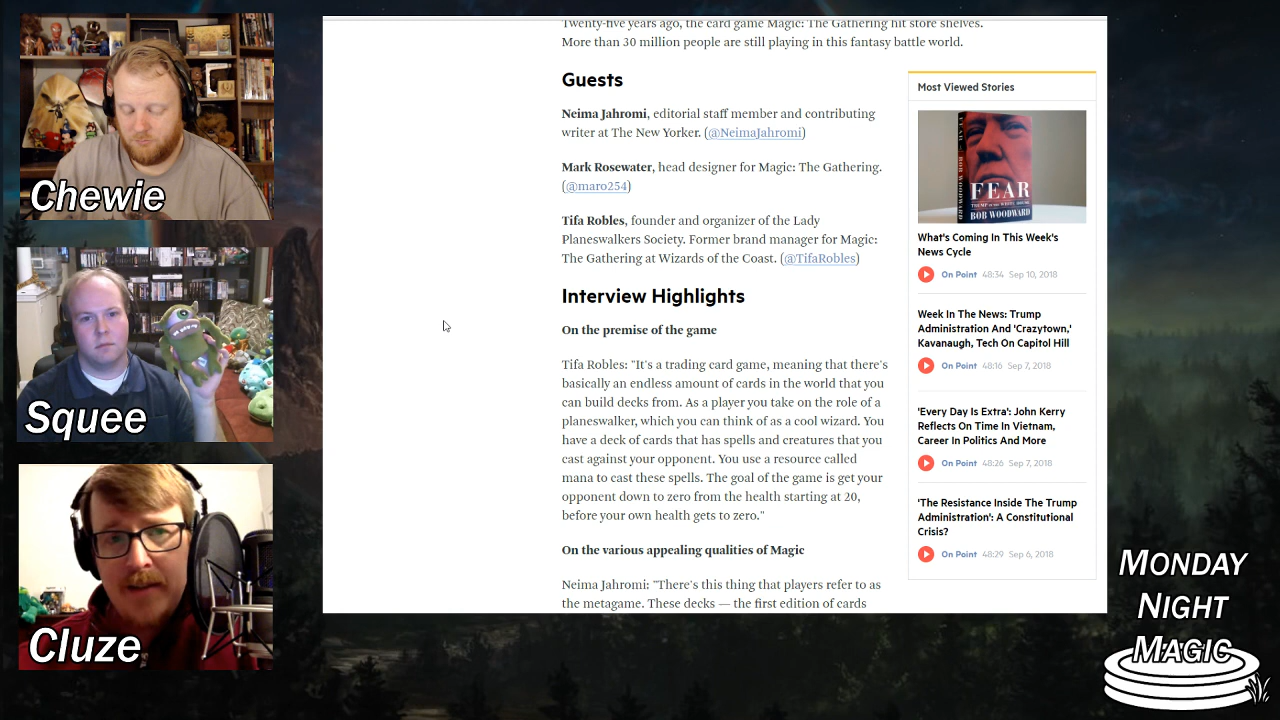 Chewie
Squee
Cluze
Twenty-five years ago, the card game Magic: The Gathering hit store shelves.
More than 30 million people are still playing in this fantasy battle world.
Guests
Neima Jahromi, editorial staff member and contributing
writer at The New Yorker. (@NeimaJahromi)
Mark Rosewater, head designer for Magic: The Gathering.
(@maro254)
Tifa Robles, founder and organizer of the Lady
Planeswalkers Society. Former brand manager for Magic:
The Gathering at Wizards of the Coast. (@TifaRobles)
Interview Highlights
On the premise of the game
Tifa Robles: "It's a trading card game, meaning that there's
basically an endless amount of cards in the world that you
can build decks from. As a player you take on the role of a
planeswalker, which you can think of as a cool wizard. You
have a deck of cards that has spells and creatures that you
cast against your opponent. You use a resource called
mana to cast these spells. The goal of the game is get your
opponent down to zero from the health starting at 20,
before your own health gets to zero."
On the various appealing qualities of Magic
Neima Jahromi: "There's this thing that players refer to as
the metagame. These decks — the first edition of cards
Most Viewed Stories
FEAR
TRUMP IN THE WHITE HOUSE
BOB WOODWARD
What's Coming In This Week's
News Cycle
On Point 48:34 Sep 10, 2018
Week In The News: Trump
Administration And 'Crazytown,'
Kavanaugh, Tech On Capitol Hill
On Point 48:16 Sep 7, 2018
'Every Day Is Extra': John Kerry
Reflects On Time In Vietnam,
Career In Politics And More
On Point 48:26 Sep 7, 2018
'The Resistance Inside The Trump
Administration': A Constitutional
Crisis?
On Point 48:29 Sep 6, 2018
MONDAY
NIGHT
MAGIC